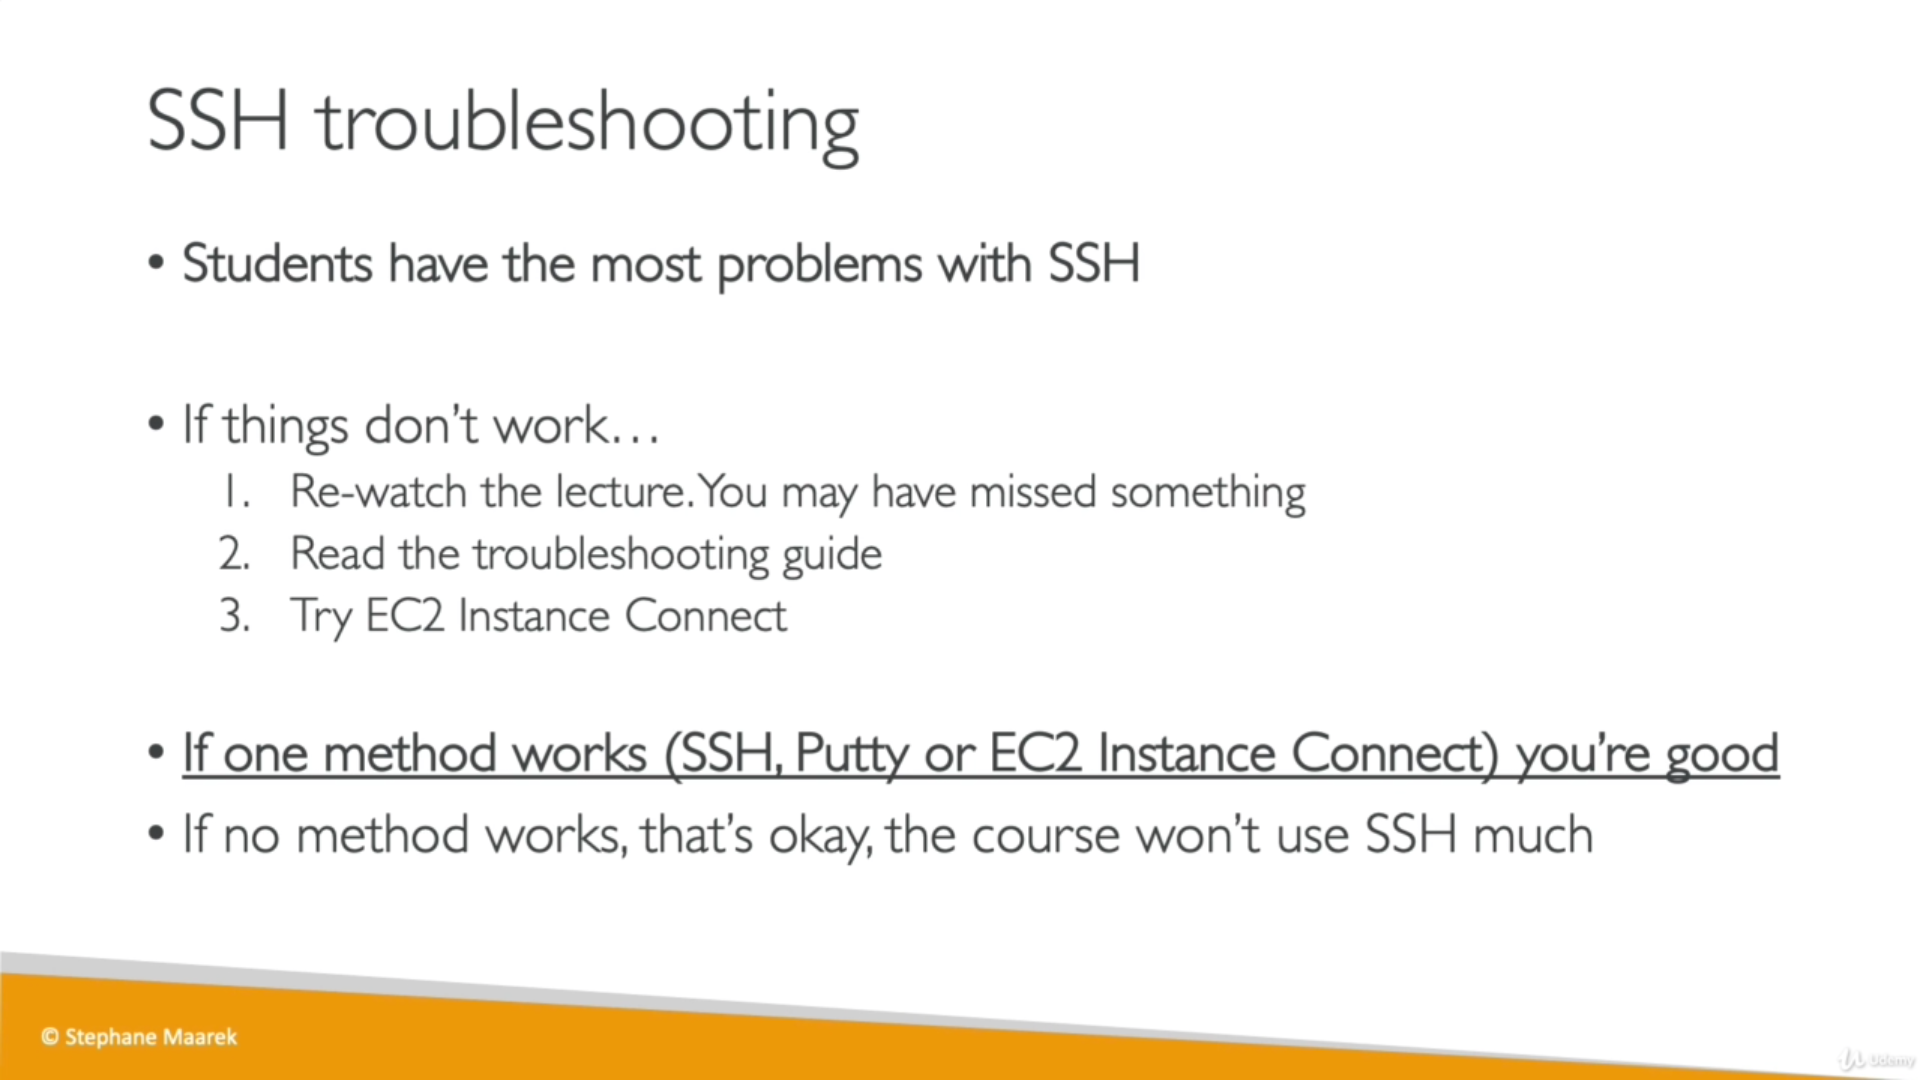 SSH troubleshooting
• Students have the most problems with SSH
• If things don’t work…
1. Re-watch the lecture. You may have missed something
2. Read the troubleshooting guide
3. Try EC2 Instance Connect
• If one method works (SSH, Putty or EC2 Instance Connect) you’re good
• If no method works, that’s okay, the course won’t use SSH much
© Stephane Maarek
Udemy